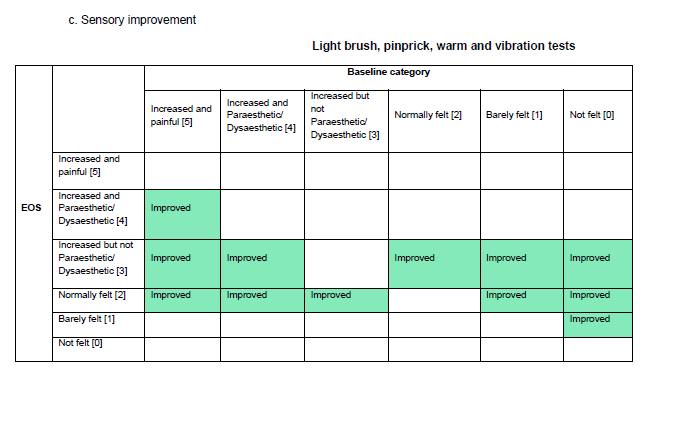 c. Sensory improvement
Light brush, pinprick, warm and vibration tests
Baseline category
Increased and painful [5]
Increased and Paraesthetic/ Dysaesthetic [4]
Increased but not Paraesthetic/ Dysaesthetic [3]
Normally felt [2]
Barely felt [1]
Not felt [0]
EOS
Increased and painful [5]
Increased and Paraesthetic/ Dysaesthetic [4]
Improved
Increased but not Paraesthetic/ Dysaesthetic [3]
Improved
Improved
Improved
Improved
Improved
Normally felt [2]
Improved
Improved
Improved
Improved
Improved
Barely felt [1]
Improved
Not felt [0]